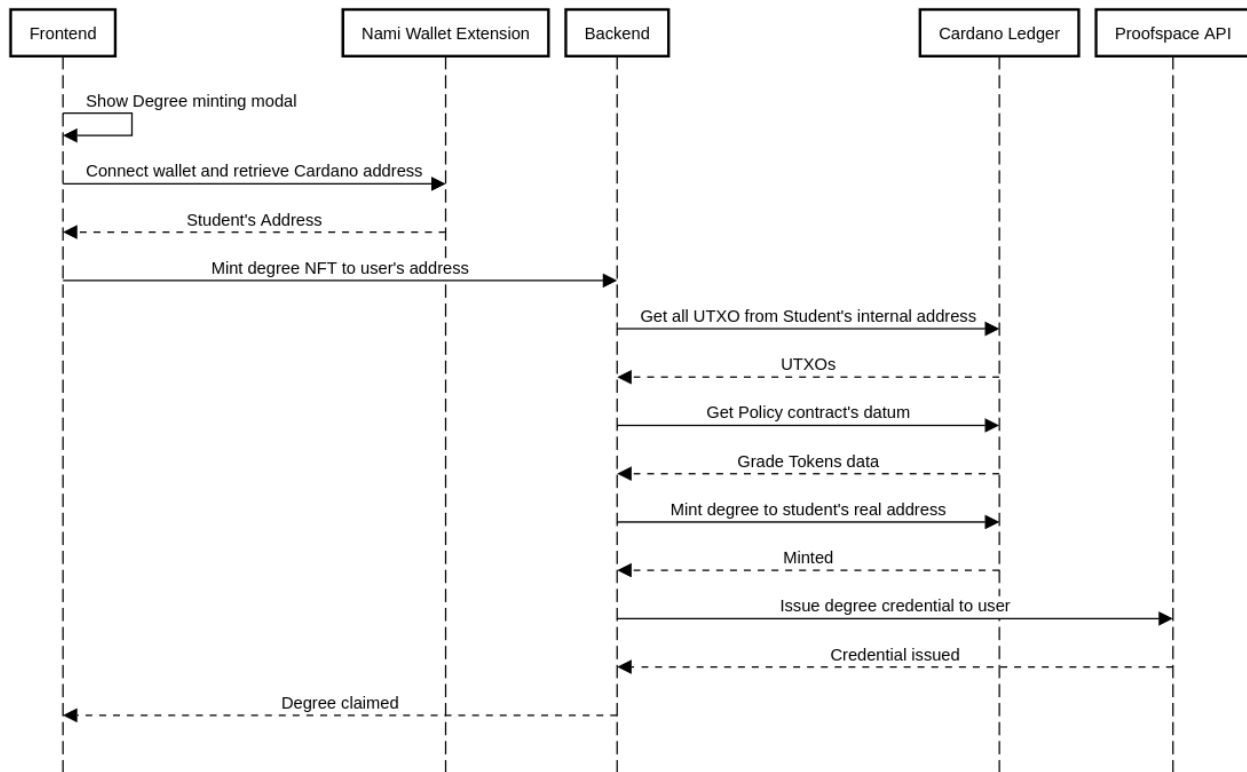 Frontend
Nami Wallet Extension
Backend
Cardano Ledger
Proofspace API
Show Degree minting modal
Connect wallet and retrieve Cardano address
Student's Address
Mint degree NFT to user's address
Get all UTXO from Student's internal address
UTXOs
Get Policy contract's datum
Grade Tokens data
Mint degree to student's real address
Minted
Issue degree credential to user
Credential issued
Degree claimed